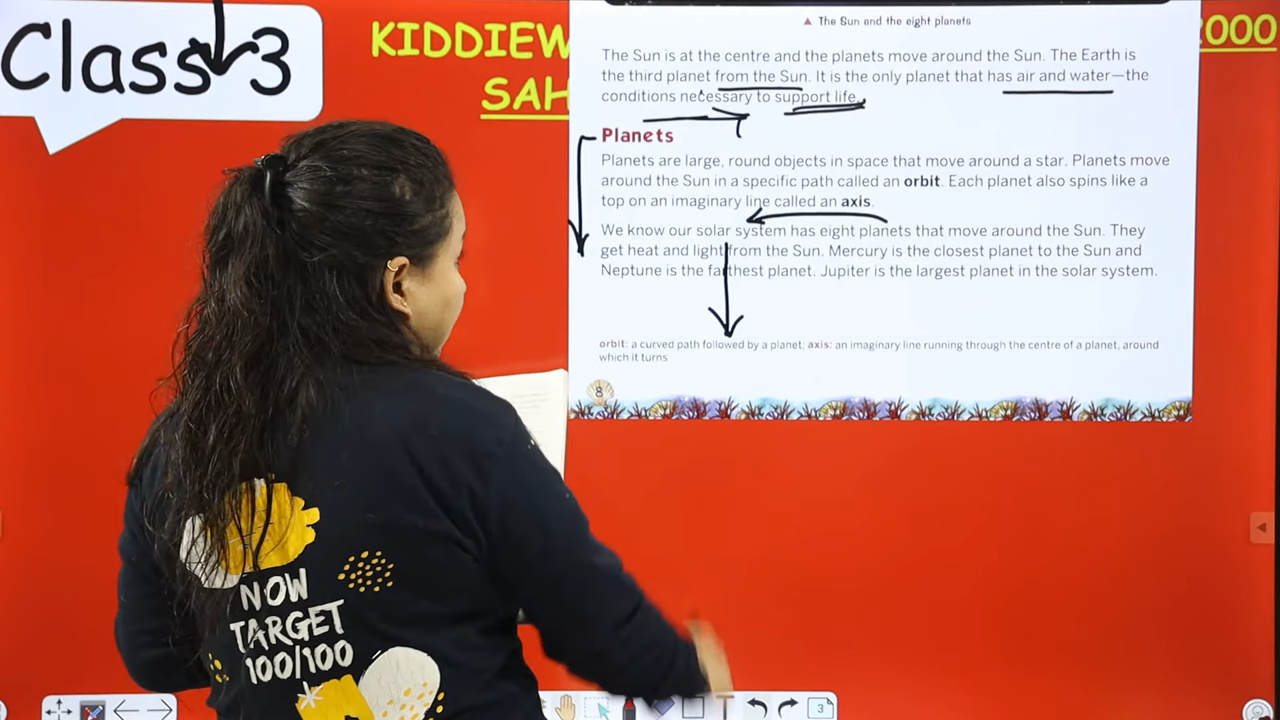 Class 3
KIDDIEW
SAH
2000
▲ The Sun and the eight planets
The Sun is at the centre and the planets move around the Sun. The Earth is
the third planet from the Sun. It is the only planet that has air and water—the
conditions necessary to support life.
Planets
Planets are large, round objects in space that move around a star. Planets move
around the Sun in a specific path called an orbit. Each planet also spins like a
top on an imaginary line called an axis.
We know our solar system has eight planets that move around the Sun. They
get heat and light from the Sun. Mercury is the closest planet to the Sun and
Neptune is the farthest planet. Jupiter is the largest planet in the solar system.
orbit: a curved path followed by a planet; axis: an imaginary line running through the centre of a planet, around
which it turns
8
NOW
TARGET
100/100
3